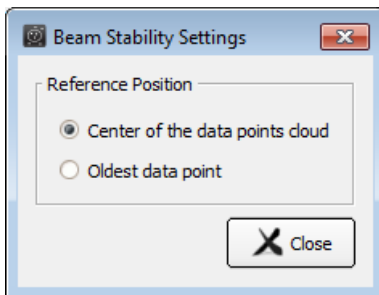 Beam Stability Settings
Reference Position
Center of the data points cloud
Oldest data point
Close